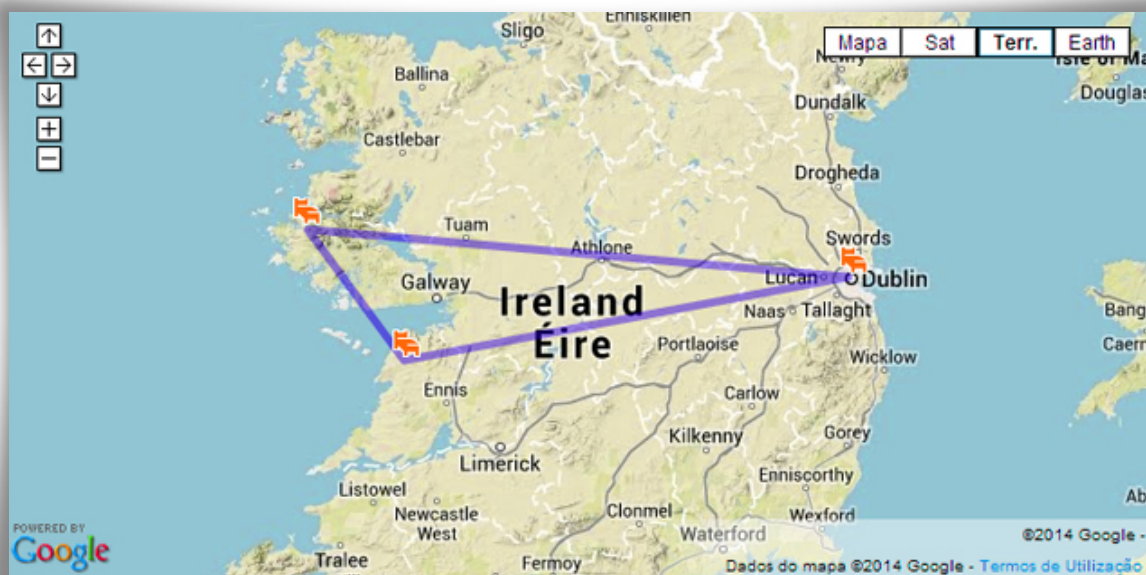 Enniskillen
Sligo
Mapa
Sat
Terr.
Earth
Newry
Isle of Ma
Ballina
Douglas
Dundalk
Castlebar
Drogheda
Tuam
Swords
Athlone
Galway
Lucan
Dublin
Ireland
Éire
Naas
Tallaght
Bang
Portlaoise
Caern
Wicklow
Ennis
Carlow
Kilkenny
Gorey
Limerick
Enniscorthy
Listowel
Ab
Newcastle
West
Clonmel
Wexford
POWERED BY
Google
Waterford
©2014 Google -
Tralee
Fermoy
Dados do mapa ©2014 Google - Termos de Utilização